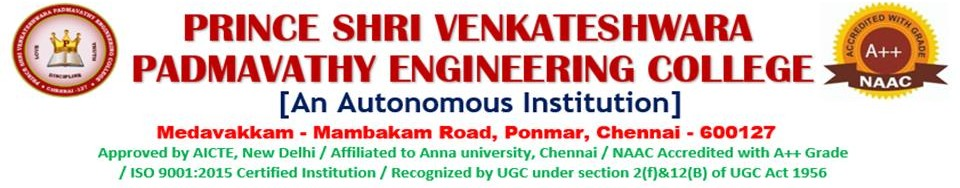 PRINCE SHRI VENKATESHWARA
PADMAVATHY ENGINEERING COLLEGE
[An Autonomous Institution]
Medavakkam - Mambakam Road, Ponmar, Chennai - 600127
Approved by AICTE, New Delhi / Affiliated to Anna university, Chennai / NAAC Accredited with A++ Grade
/ ISO 9001:2015 Certified Institution / Recognized by UGC under section 2(f)&12(B) of UGC Act 1956
PRINCE SHRI VENKATESHWARA PADMAVATHY ENGINEERING COLLEGE
P
DISCIPLINE
CHENNAI -127
ACCREDITED WITH GRADE
A++
NAAC